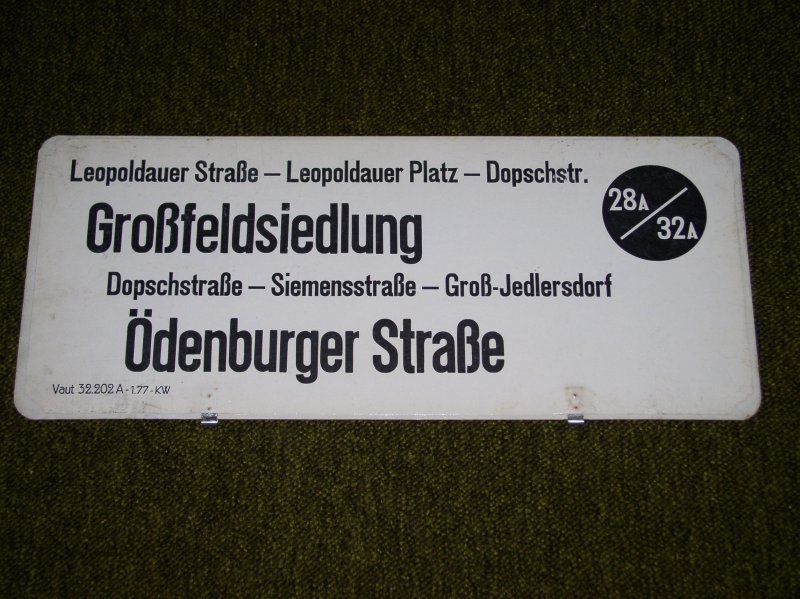 Leopoldauer Straße – Leopoldauer Platz – Dopschstr.
28A/32A
Großfeldsiedlung
Dopschstraße – Siemensstraße – Groß-Jedlersdorf
Ödenburger Straße
Vaut 32.202 A - 1.77 - KW